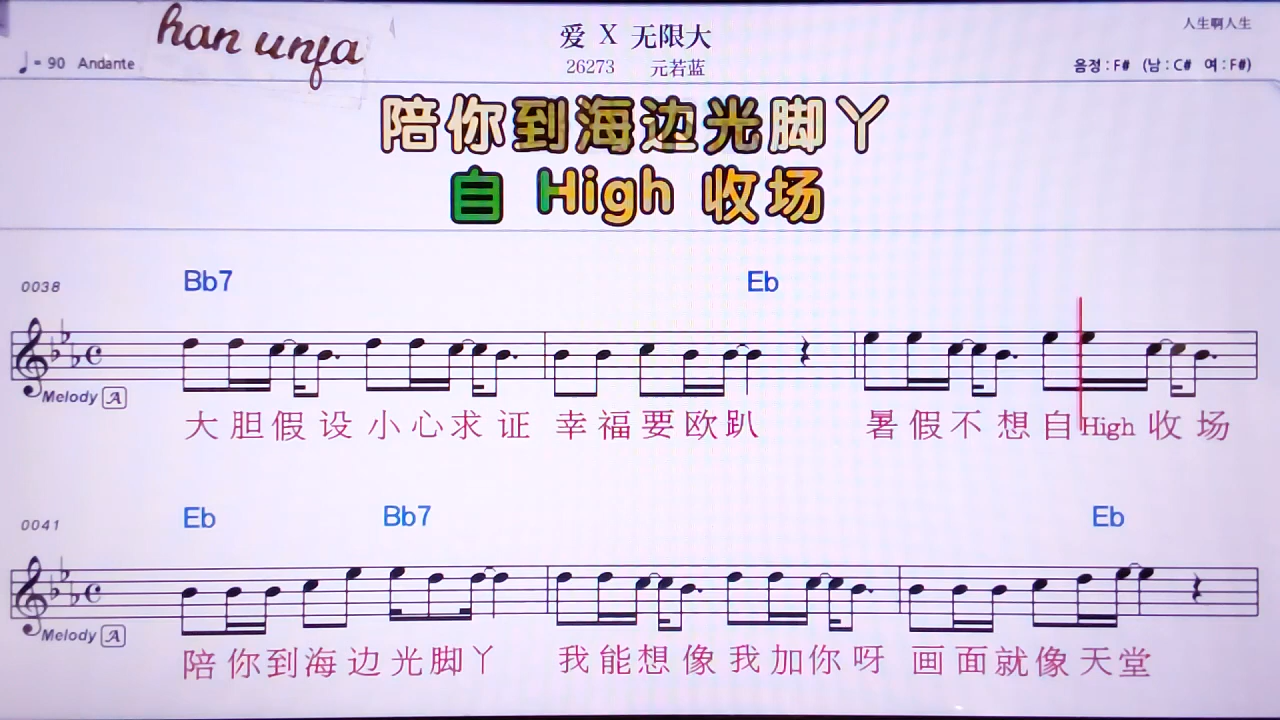 han unfa
爱 X 无限大
人生啊人生
♩= 90 Andante
26273 元若蓝
음정 : F# (남 : C# 여 : F#)
陪你到海边光脚丫
自 High 收场
0038 Bb7 Eb
Melody A
大胆假设小心求证 幸福要欧趴 暑假不想自High收场
0041 Eb Bb7 Eb
Melody A
陪你到海边光脚丫 我能想像我加你呀 画面就像天堂